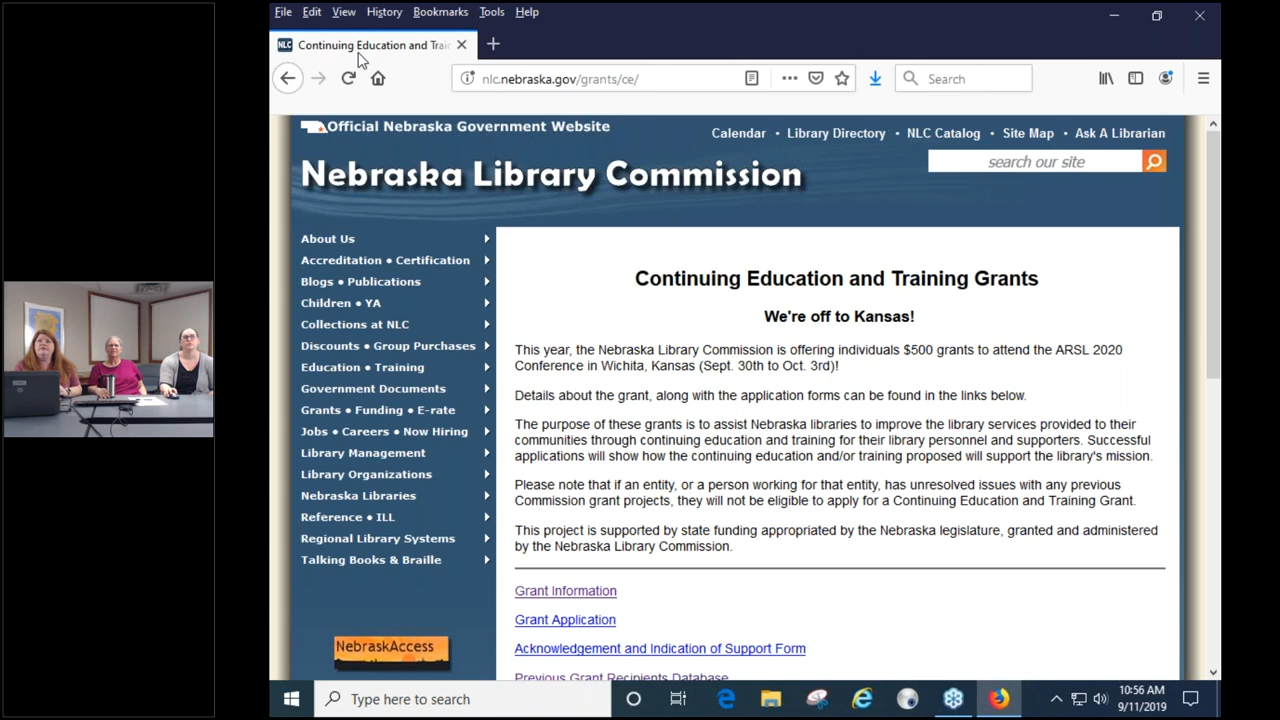 File Edit View History Bookmarks Tools Help
NLC Continuing Education and Trai
nlc.nebraska.gov/grants/ce/
Search
Official Nebraska Government Website
Calendar • Library Directory • NLC Catalog • Site Map • Ask A Librarian
Nebraska Library Commission
search our site
About Us
Accreditation • Certification
Blogs • Publications
Children • YA
Collections at NLC
Discounts • Group Purchases
Education • Training
Government Documents
Grants • Funding • E-rate
Jobs • Careers • Now Hiring
Library Management
Library Organizations
Nebraska Libraries
Reference • ILL
Regional Library Systems
Talking Books & Braille
NebraskAccess
Continuing Education and Training Grants
We're off to Kansas!
This year, the Nebraska Library Commission is offering individuals $500 grants to attend the ARSL 2020
Conference in Wichita, Kansas (Sept. 30th to Oct. 3rd)!
Details about the grant, along with the application forms can be found in the links below.
The purpose of these grants is to assist Nebraska libraries to improve the library services provided to their
communities through continuing education and training for their library personnel and supporters. Successful
applications will show how the continuing education and/or training proposed will support the library's mission.
Please note that if an entity, or a person working for that entity, has unresolved issues with any previous
Commission grant projects, they will not be eligible to apply for a Continuing Education and Training Grant.
This project is supported by state funding appropriated by the Nebraska legislature, granted and administered
by the Nebraska Library Commission.
Grant Information
Grant Application
Acknowledgement and Indication of Support Form
Previous Grant Recipients Database
Type here to search
10:56 AM
9/11/2019